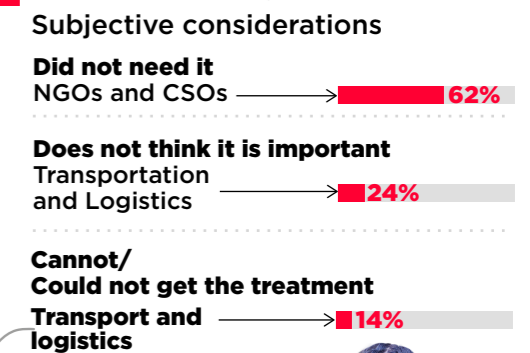 Subjective considerations
Did not need it
NGOs and CSOs
62%
Does not think it is important
Transportation
and Logistics
24%
Cannot/
Could not get the treatment
Transport and
logistics
14%